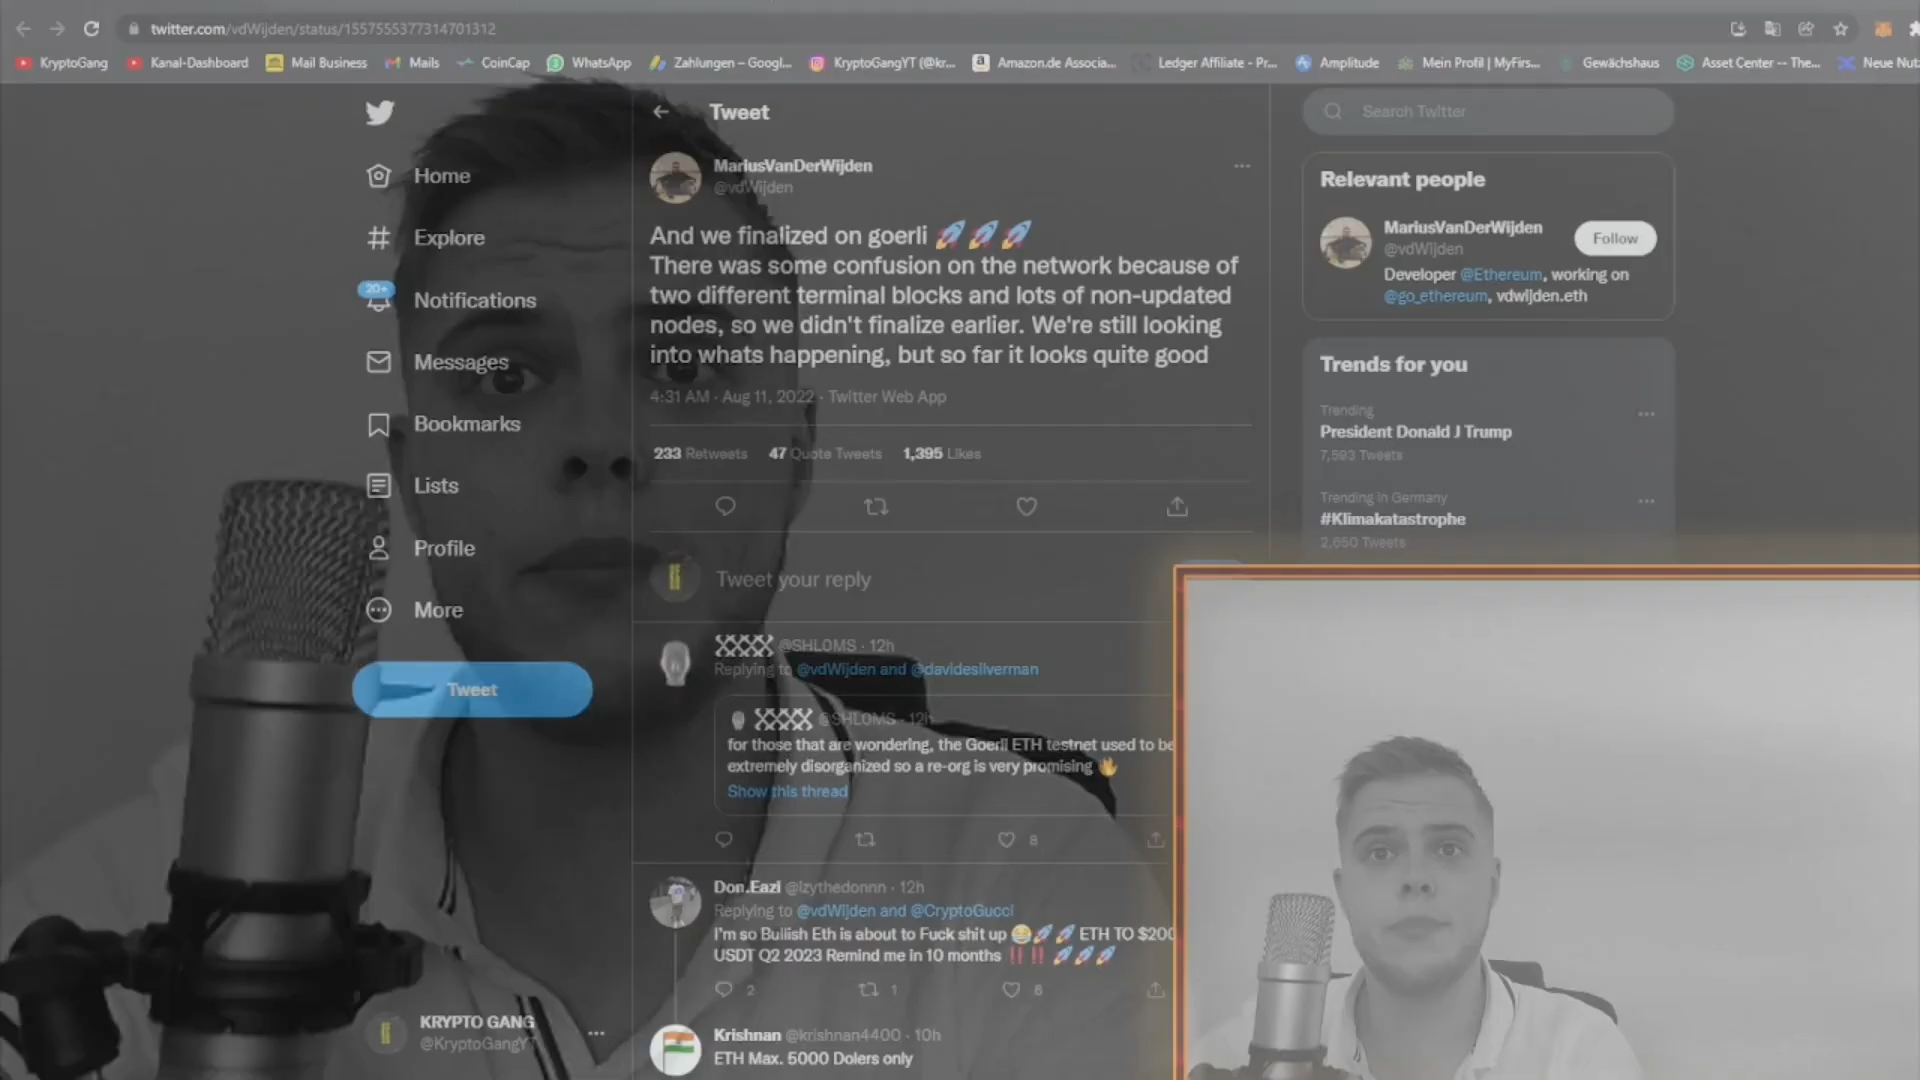 twitter.com/vdWijden/status/1557555377314701312
KryptoGang
Kanal-Dashboard
Mail Business
Mails
CoinCap
WhatsApp
Zahlungen – Googl...
KryptoGangYT (@kr...
Amazon.de Associa...
Ledger Affiliate - Pr...
Amplitude
Mein Profil | MyFirs...
Gewächshaus
Asset Center -- The...
Neue Nut
Home
Explore
20+
Notifications
Messages
Bookmarks
Lists
Profile
More
Tweet
KRYPTO GANG
@KryptoGangYT
Tweet
MariusVanDerWijden
@vdWijden
And we finalized on goerli 🚀🚀🚀
There was some confusion on the network because of
two different terminal blocks and lots of non-updated
nodes, so we didn't finalize earlier. We're still looking
into whats happening, but so far it looks quite good
4:31 AM · Aug 11, 2022 · Twitter Web App
233 Retweets 47 Quote Tweets 1,395 Likes
Tweet your reply
@SHL0MS · 12h
Replying to @vdWijden and @davidesilverman
@SHL0MS · 12h
for those that are wondering, the Goerli ETH testnet used to be
extremely disorganized so a re-org is very promising 🔥
Show this thread
8
Don.Eazi @Izythedonnn · 12h
Replying to @vdWijden and @CryptoGucci
I'm so Bullish Eth is about to Fuck shit up 😂🚀🚀 ETH TO $200
USDT Q2 2023 Remind me in 10 months ‼️‼️ 🚀🚀🚀
2 1 8
Krishnan @krishnan4400 · 10h
ETH Max. 5000 Dolers only
Search Twitter
Relevant people
MariusVanDerWijden
@vdWijden
Follow
Developer @Ethereum, working on
@go_ethereum, vdwijden.eth
Trends for you
Trending
President Donald J Trump
7,593 Tweets
Trending in Germany
#Klimakatastrophe
2,650 Tweets